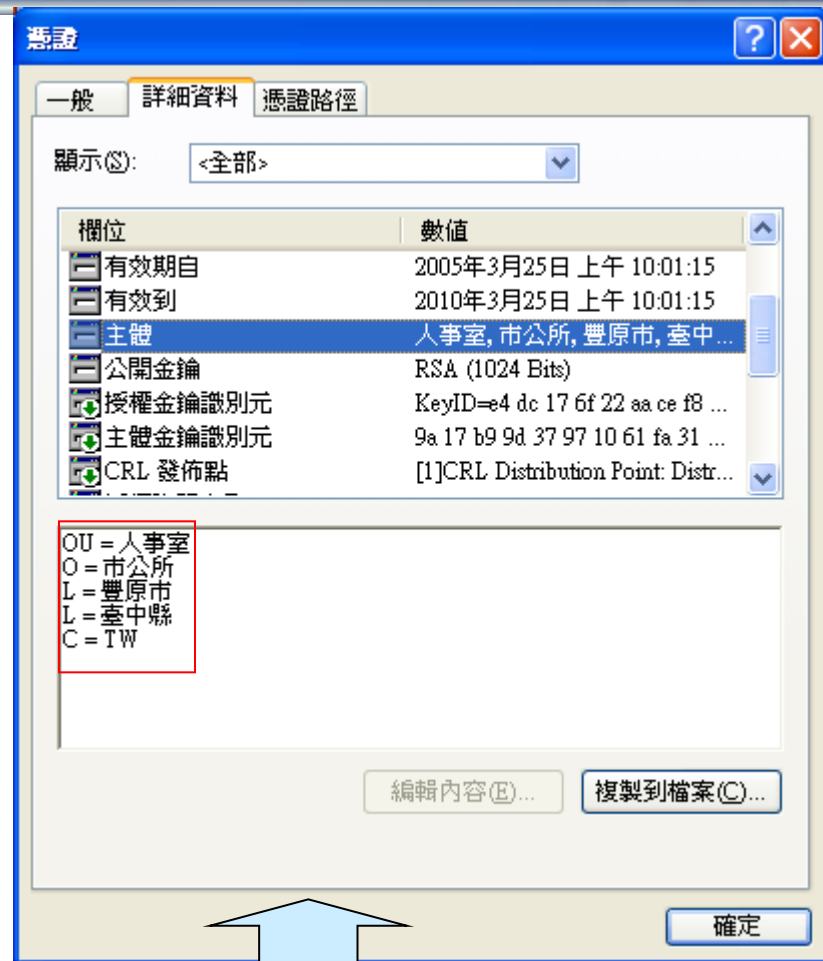 憑證
一般 詳細資料 憑證路徑
顯示(S): <全部>
欄位 數值
有效期自 2005年3月25日 上午 10:01:15
有效到 2010年3月25日 上午 10:01:15
主體 人事室, 市公所, 豐原市, 臺中...
公開金鑰 RSA (1024 Bits)
授權金鑰識別元 KeyID=e4 dc 17 6f 22 aa ce f8 ...
主體金鑰識別元 9a 17 b9 9d 37 97 10 61 fa 31 ...
CRL 發佈點 [1]CRL Distribution Point: Distr...
OU = 人事室
O = 市公所
L = 豐原市
L = 臺中縣
C = TW
編輯內容(E)... 複製到檔案(C)...
確定